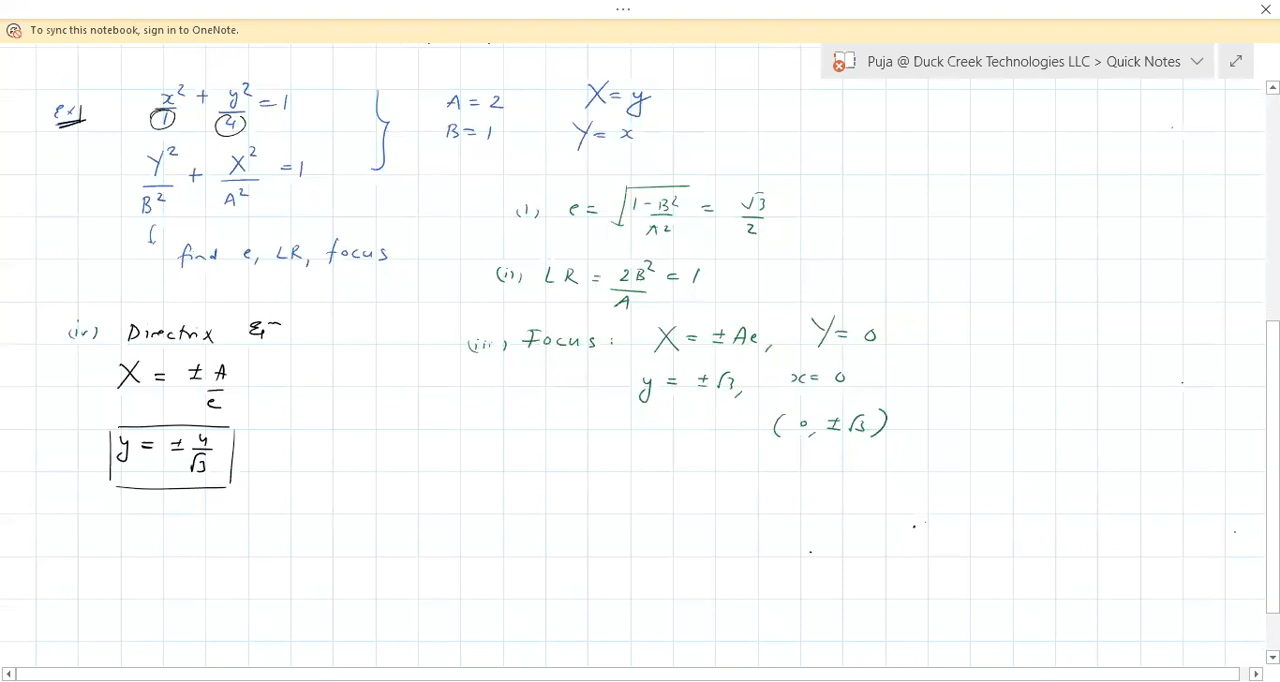 ...
To sync this notebook, sign in to OneNote.
Puja @ Duck Creek Technologies LLC > Quick Notes
ex1 x²/1 + y²/4 = 1
Y²/B² + X²/A² = 1
find e, LR, focus
A = 2
B = 1
X = y
Y = x
(i) e = √(1 - B²/A²) = √3/2
(ii) LR = 2B²/A = 1
(iii) Focus: X = ± Ae, Y = 0
y = ± √3, x = 0
(0, ± √3)
(iv) Directrix Eqn
X = ± A/e
y = ± 4/√3